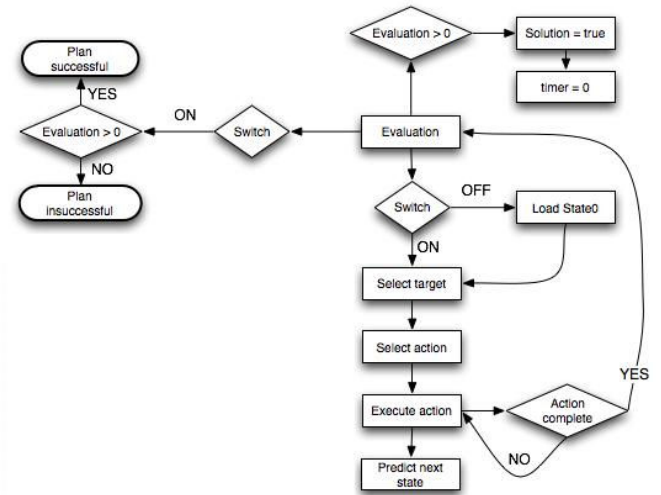 Plan
successful
YES
Evaluation > 0
NO
Plan
insuccessful
ON
Switch
Evaluation > 0
Solution = true
timer = 0
Evaluation
Switch
OFF
Load State0
ON
Select target
Select action
Execute action
Action
complete
YES
NO
Predict next
state